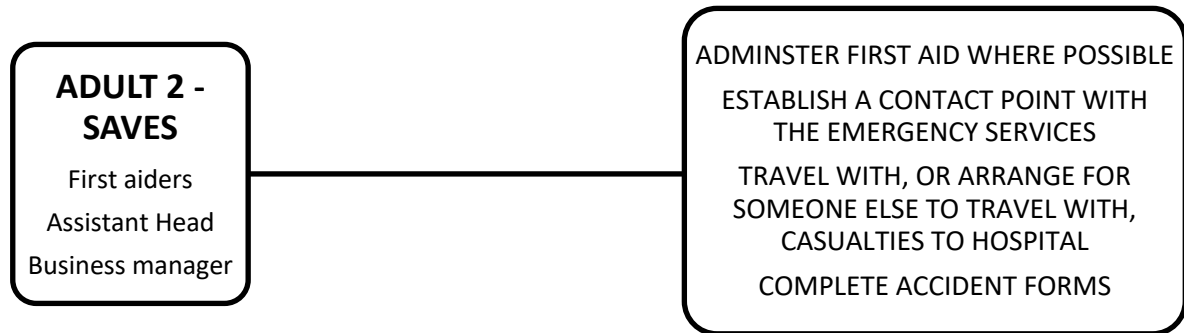 ADULT 2 -
SAVES
First aiders
Assistant Head
Business manager
ADMINSTER FIRST AID WHERE POSSIBLE
ESTABLISH A CONTACT POINT WITH
THE EMERGENCY SERVICES
TRAVEL WITH, OR ARRANGE FOR
SOMEONE ELSE TO TRAVEL WITH,
CASUALTIES TO HOSPITAL
COMPLETE ACCIDENT FORMS